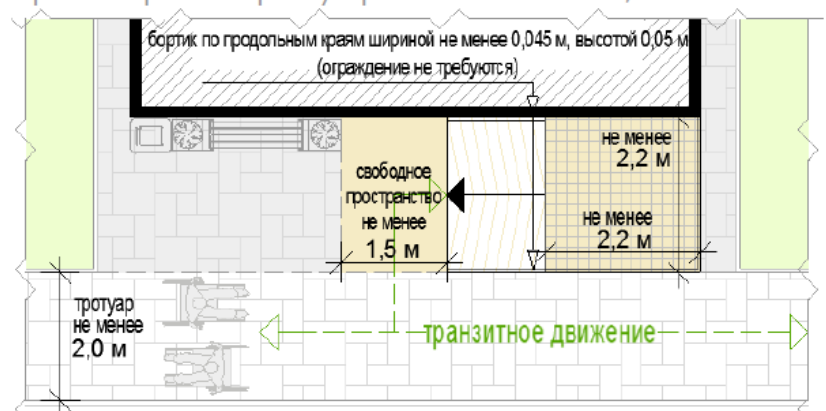 бортик по продольным краям шириной не менее 0,045 м, высотой 0,05 м
(ограждение не требуются)
не менее
2,2 м
свободное
пространство
не менее
1,5 м
не менее
2,2 м
тротуар
не менее
2,0 м
транзитное движение